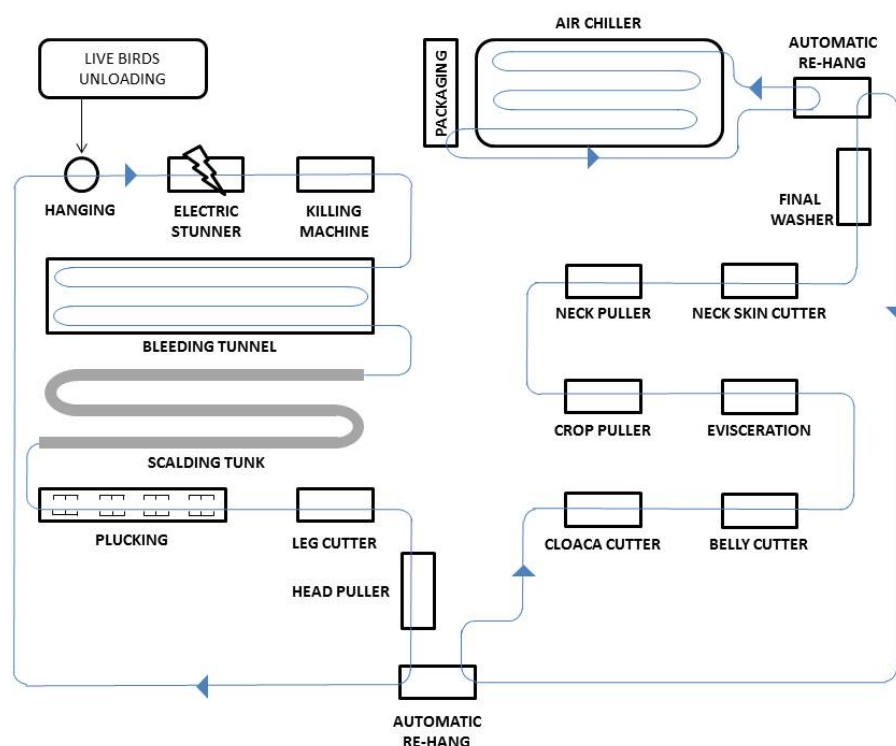 LIVE BIRDS
UNLOADING
HANGING
ELECTRIC
STUNNER
KILLING
MACHINE
BLEEDING TUNNEL
SCALDING TUNK
PLUCKING
LEG CUTTER
HEAD PULLER
AUTOMATIC
RE-HANG
CLOACA CUTTER
BELLY CUTTER
CROP PULLER
EVISCERATION
NECK PULLER
NECK SKIN CUTTER
FINAL
WASHER
AUTOMATIC
RE-HANG
AIR CHILLER
PACKAGING